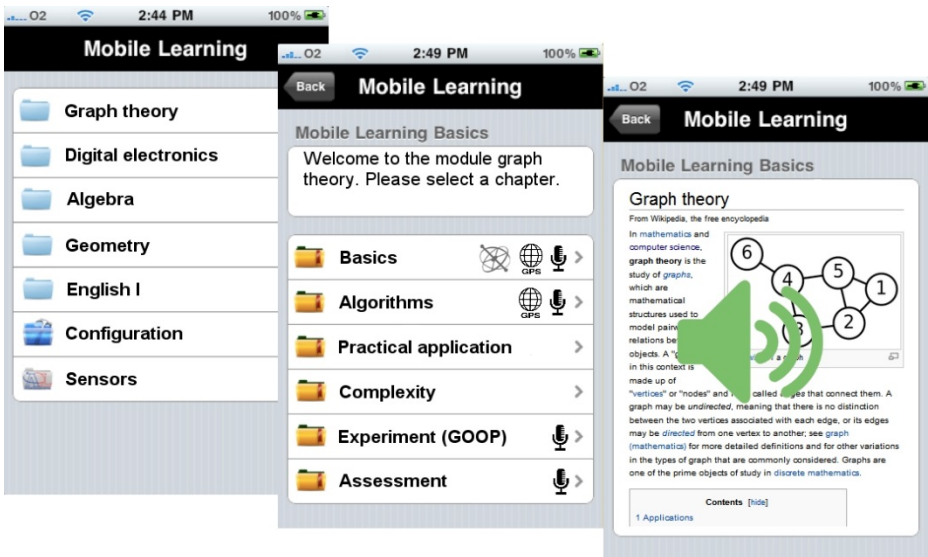 O2 2:44 PM 100%
Mobile Learning
Graph theory
Digital electronics
Algebra
Geometry
English I
Configuration
Sensors
O2 2:49 PM 100%
Back Mobile Learning
Mobile Learning Basics
Welcome to the module graph
theory. Please select a chapter.
Basics GPS
Algorithms GPS
Practical application
Complexity
Experiment (GOOP)
Assessment
O2 2:49 PM 100%
Back Mobile Learning
Mobile Learning Basics
Graph theory
From Wikipedia, the free encyclopedia
In mathematics and
computer science,
graph theory is the
study of graphs,
which are
mathematical
structures used to
model
relations
objects. A
in this context is
made up of
6
4
5
1
3
2
a graph
"vertices" or "nodes" and called that connect them. A
graph may be undirected, meaning that there is no distinction
between the two vertices associated with each edge, or its edges
may be directed from one vertex to another; see graph
(mathematics) for more detailed definitions and for other variations
in the types of graph that are commonly considered. Graphs are
one of the prime objects of study in discrete mathematics.
Contents [hide]
1 Applications